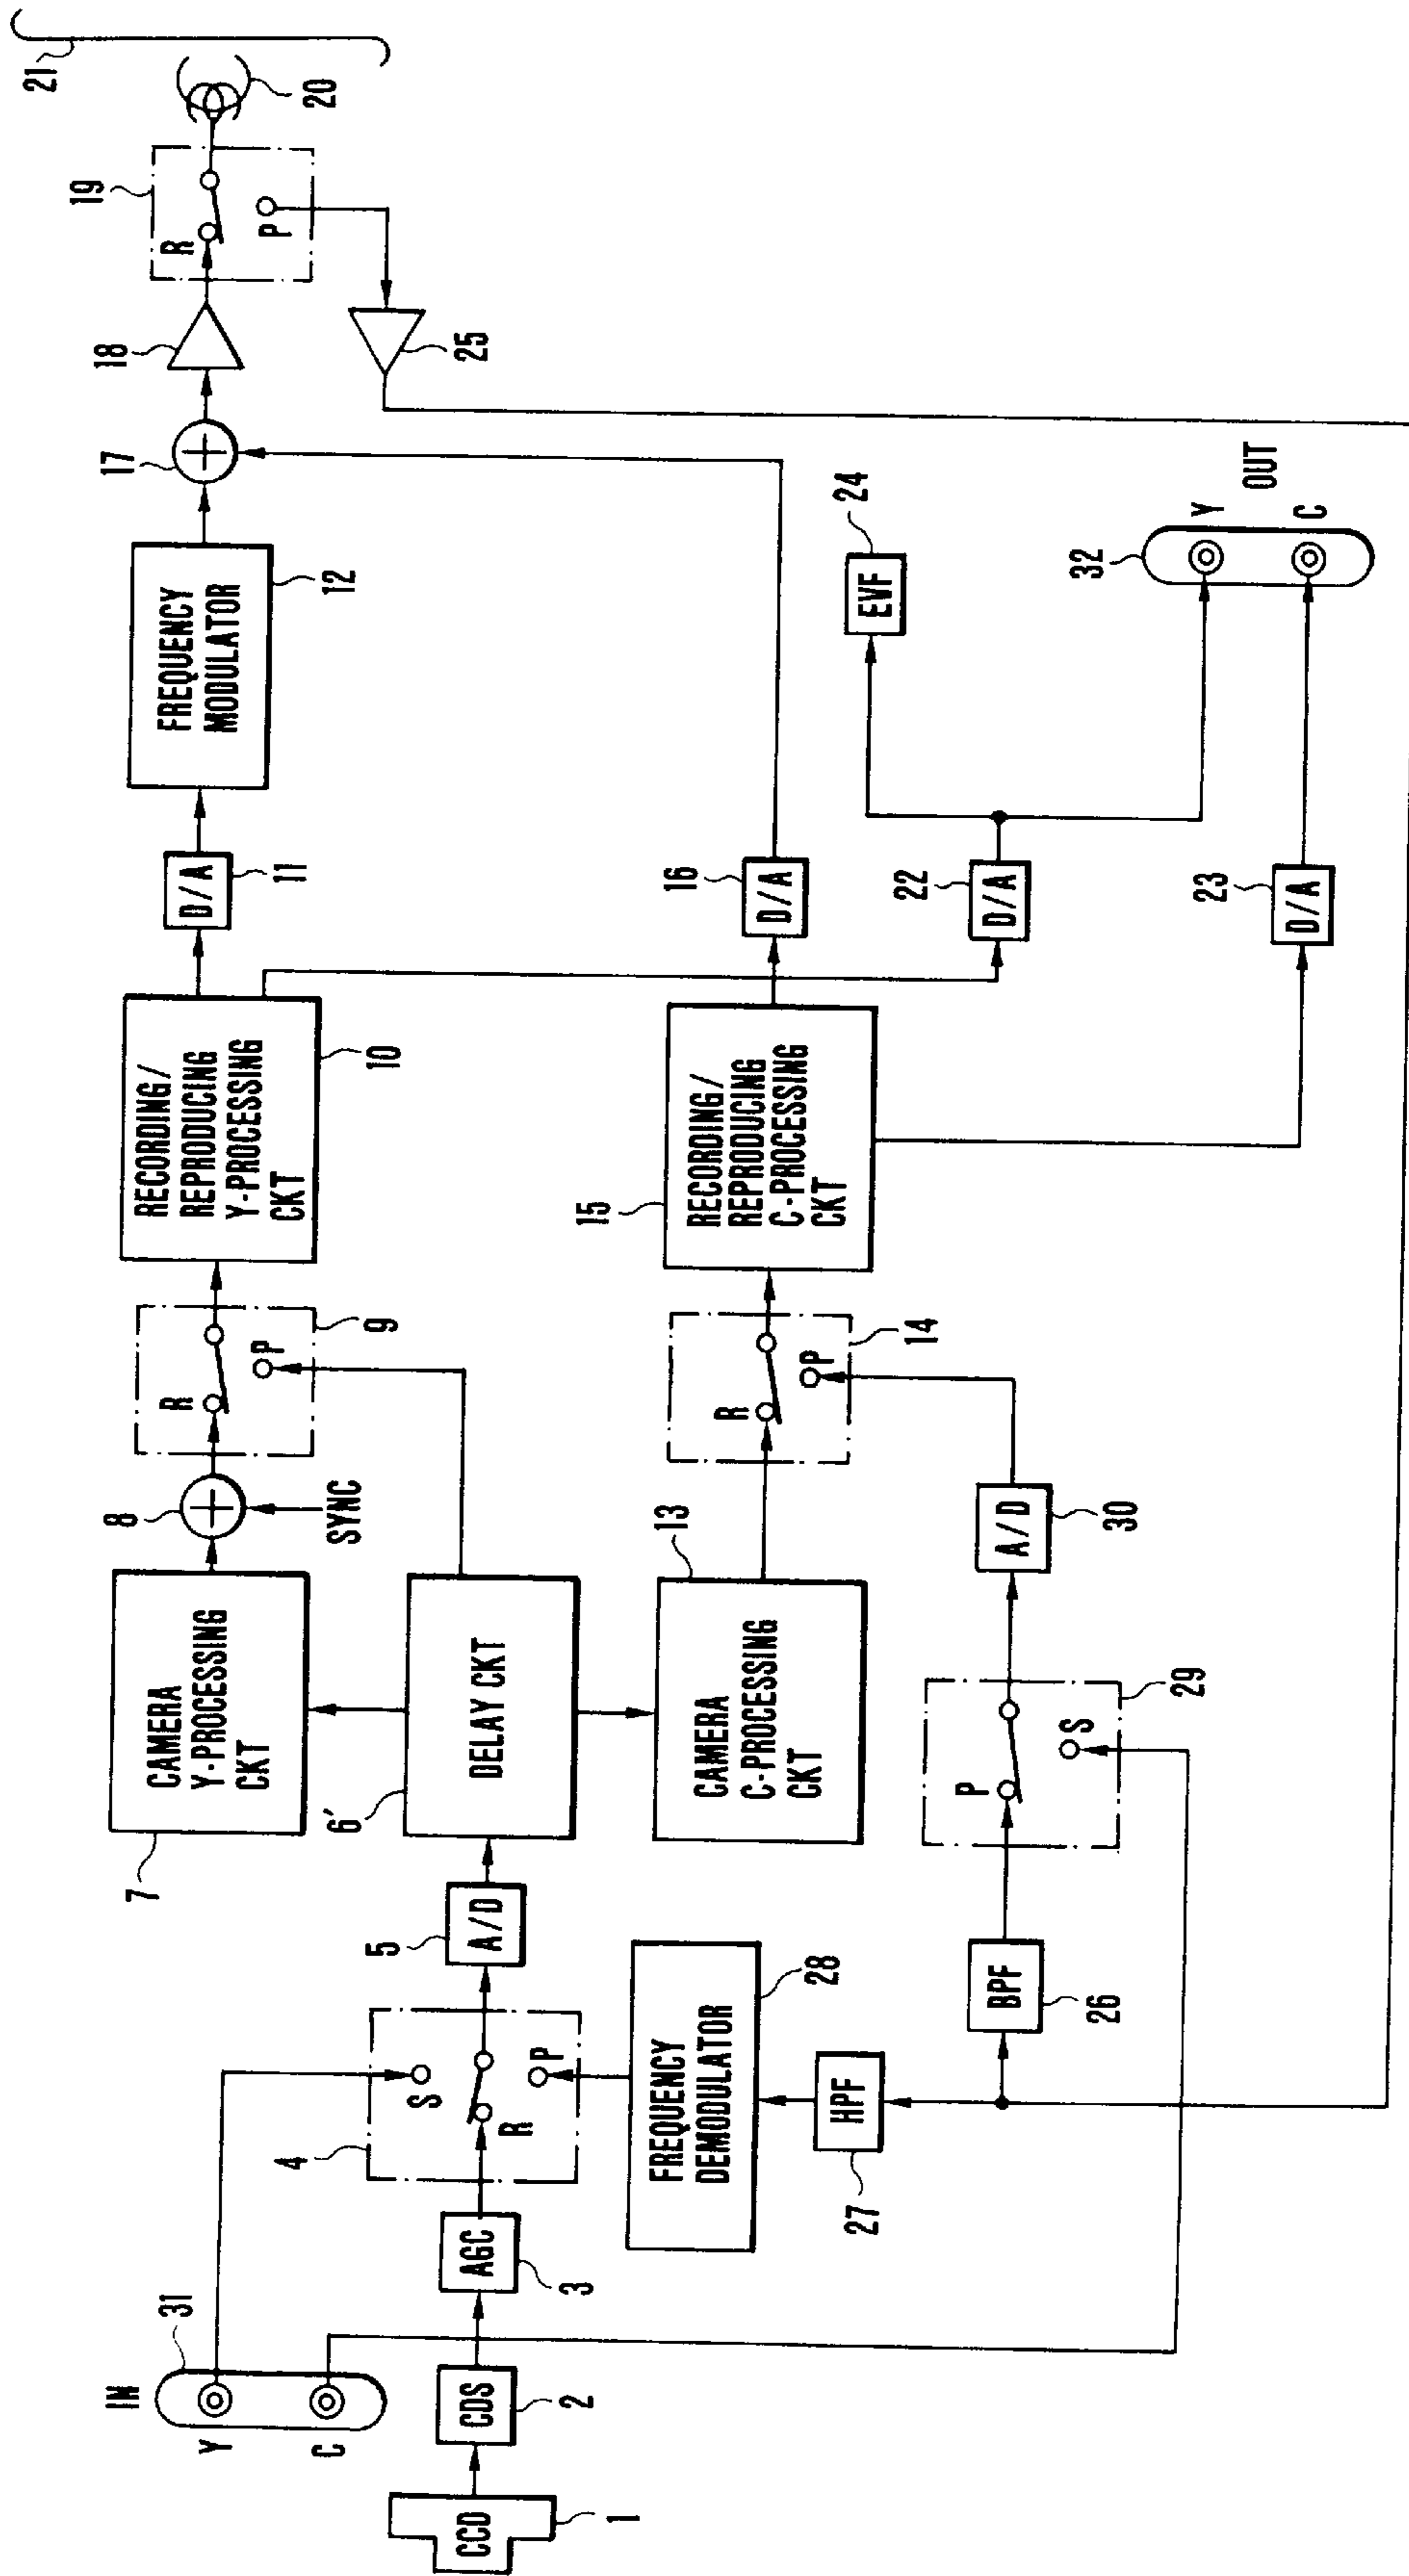 21
20
19
R
P
18
25
17
12
FREQUENCY
MODULATOR
11
D/A
16
D/A
24
EVF
22
D/A
23
D/A
32
Y
C
OUT
10
RECORDING/
REPRODUCING
Y-PROCESSING
CKT
15
RECORDING/
REPRODUCING
C-PROCESSING
CKT
9
R
P
14
R
P
8
SYNC
7
CAMERA
Y-PROCESSING
CKT
6'
DELAY CKT
13
CAMERA
C-PROCESSING
CKT
30
A/D
29
P
S
5
A/D
4
S
R
P
28
FREQUENCY
DEMODULATOR
26
BPF
27
HPF
3
AGC
2
CDS
1
CCD
31
IN
Y
C